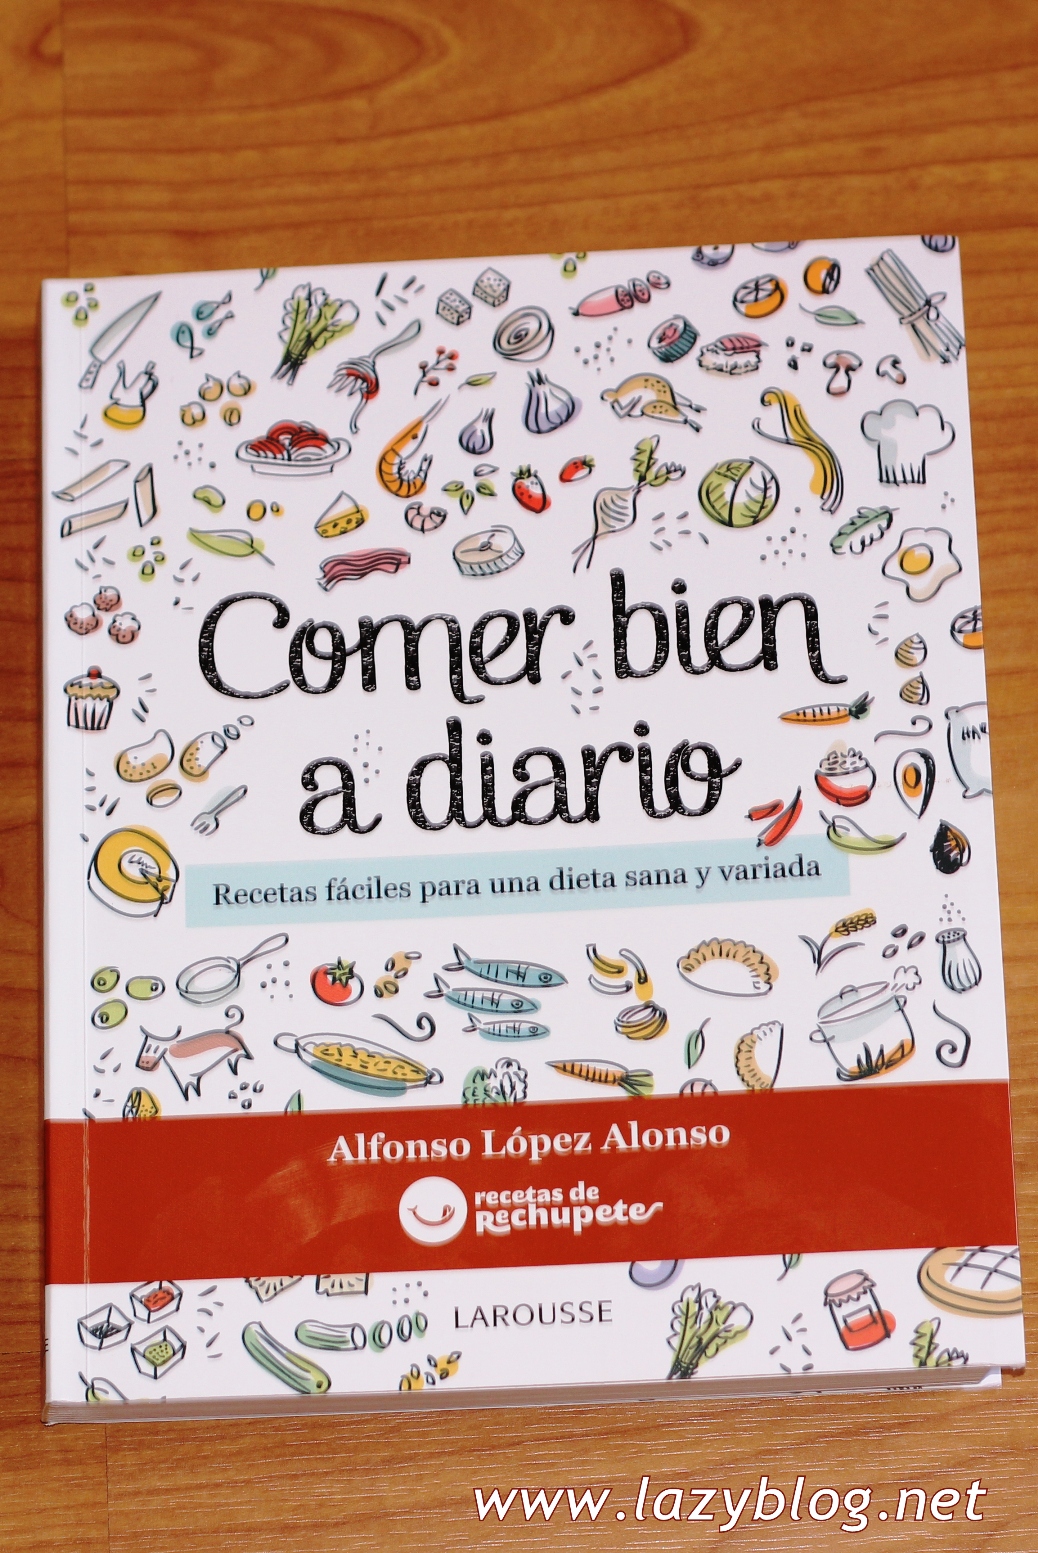 Comer bien
a diario
Recetas fáciles para una dieta sana y variada
Alfonso López Alonso
recetas de
Rechupete
LAROUSSE
www.lazyblog.net